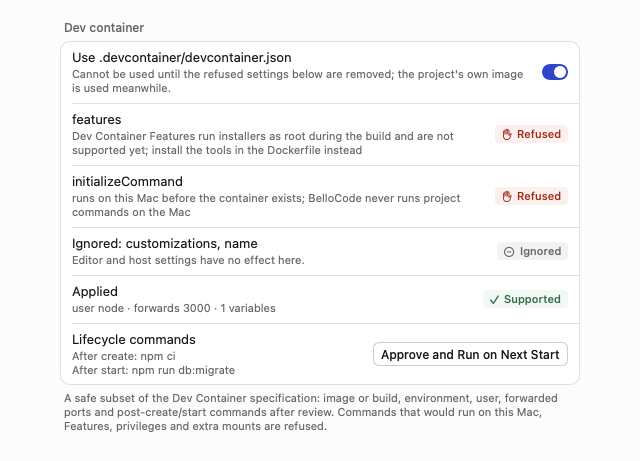 Dev container
Use .devcontainer/devcontainer.json
Cannot be used until the refused settings below are removed; the project's own image
is used meanwhile.
features
Dev Container Features run installers as root during the build and are not
supported yet; install the tools in the Dockerfile instead
Refused
initializeCommand
runs on this Mac before the container exists; BelloCode never runs project
commands on the Mac
Refused
Ignored: customizations, name
Editor and host settings have no effect here.
Ignored
Applied
user node · forwards 3000 · 1 variables
Supported
Lifecycle commands
After create: npm ci
After start: npm run db:migrate
Approve and Run on Next Start
A safe subset of the Dev Container specification: image or build, environment, user, forwarded
ports and post-create/start commands after review. Commands that would run on this Mac,
Features, privileges and extra mounts are refused.